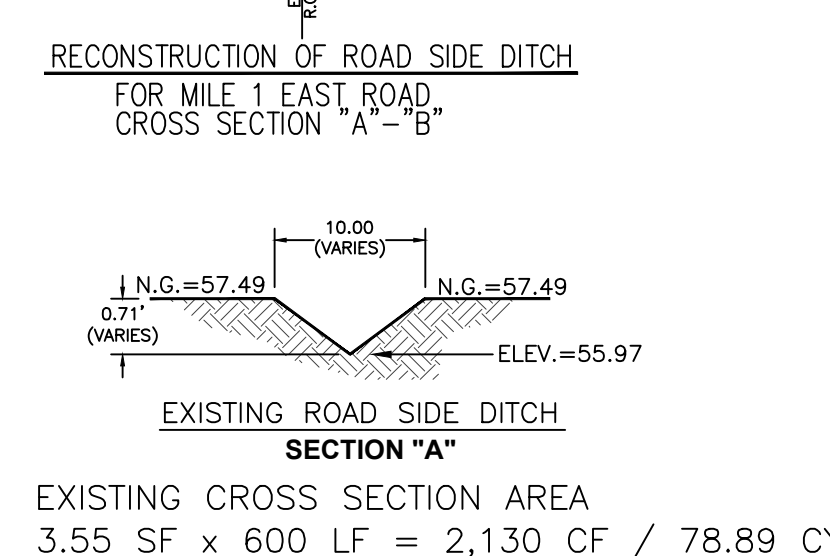 RECONSTRUCTION OF ROAD SIDE DITCH
FOR MILE 1 EAST ROAD
CROSS SECTION "A"-"B"
10.00
(VARIES)
N.G.=57.49
N.G.=57.49
0.71'
(VARIES)
ELEV.=55.97
EXISTING ROAD SIDE DITCH
SECTION "A"
EXISTING CROSS SECTION AREA
3.55 SF x 600 LF = 2,130 CF / 78.89 CY